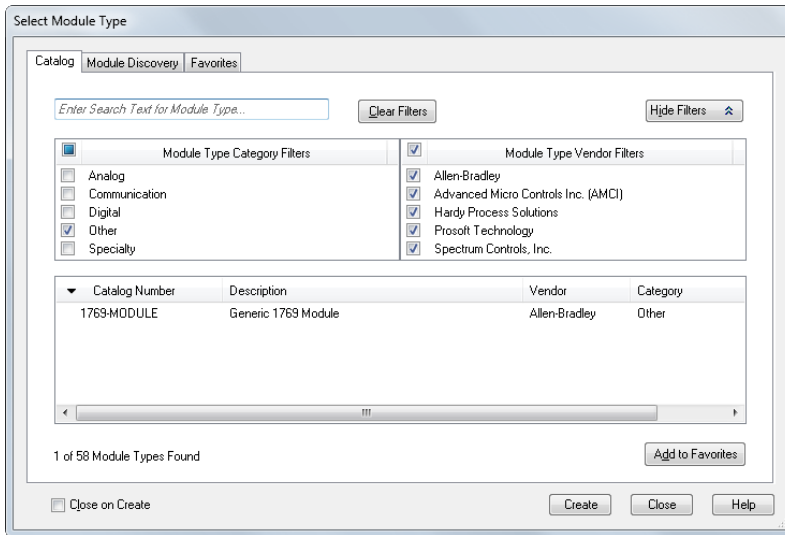 Select Module Type
Catalog Module Discovery Favorites
Enter Search Text for Module Type... Clear Filters Hide Filters
Module Type Category Filters Module Type Vendor Filters
Analog Allen-Bradley
Communication Advanced Micro Controls Inc. (AMCI)
Digital Hardy Process Solutions
Other Prosoft Technology
Specialty Spectrum Controls, Inc.
Catalog Number Description Vendor Category
1769-MODULE Generic 1769 Module Allen-Bradley Other
1 of 58 Module Types Found Add to Favorites
Close on Create Create Close Help